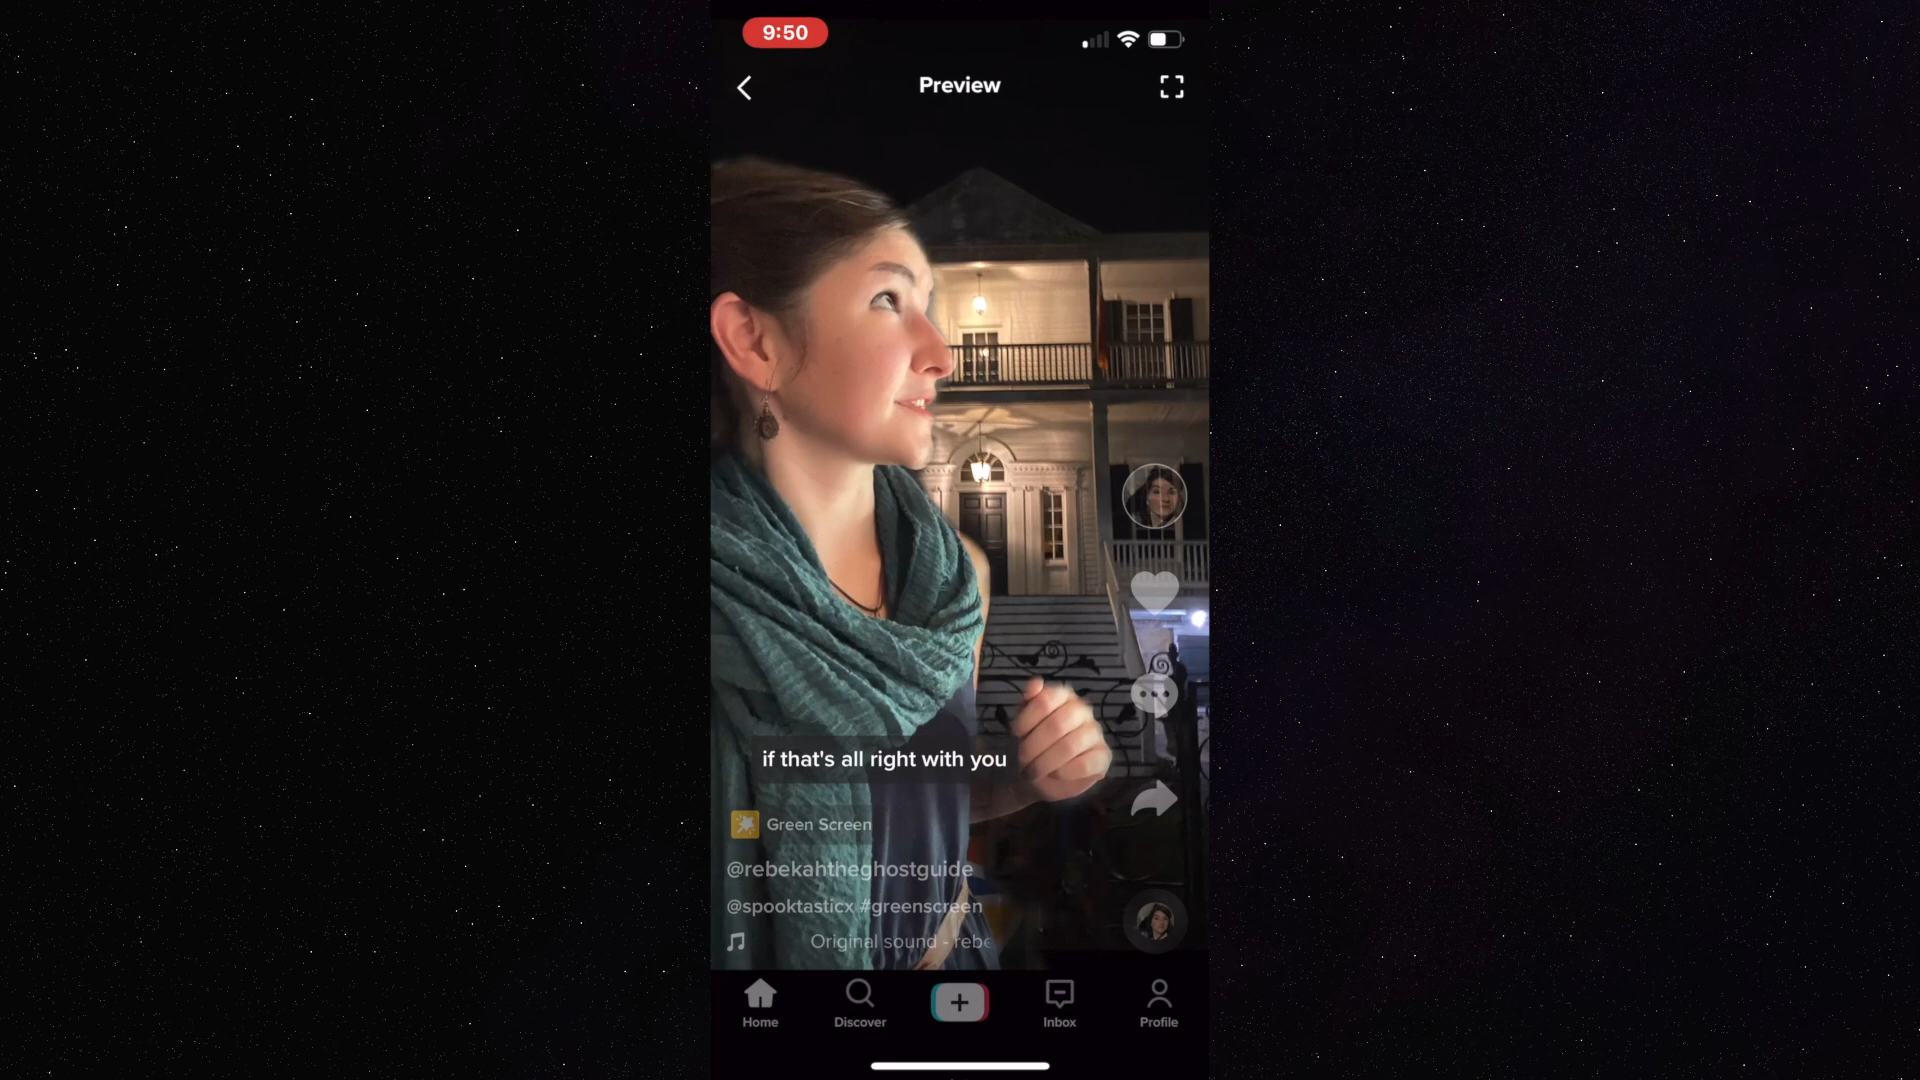 9:50
Preview
if that's all right with you
Green Screen
@rebekahtheghostguide
@spooktasticx #greenscreen
Original sound - rebe
Home
Discover
Inbox
Profile